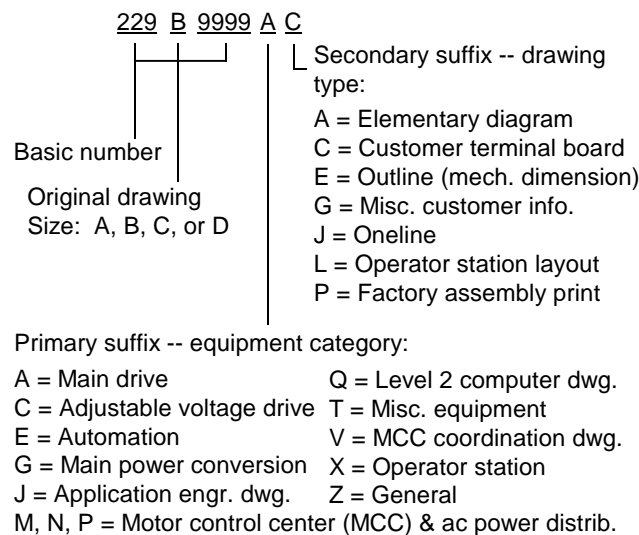 229 B 9999 A C
Secondary suffix -- drawing
type:
A = Elementary diagram
C = Customer terminal board
E = Outline (mech. dimension)
G = Misc. customer info.
J = Oneline
L = Operator station layout
P = Factory assembly print
Basic number
Original drawing
Size: A, B, C, or D
Primary suffix -- equipment category:
A = Main drive
C = Adjustable voltage drive
E = Automation
G = Main power conversion
J = Application engr. dwg.
Q = Level 2 computer dwg.
T = Misc. equipment
V = MCC coordination dwg.
X = Operator station
Z = General
M, N, P = Motor control center (MCC) & ac power distrib.